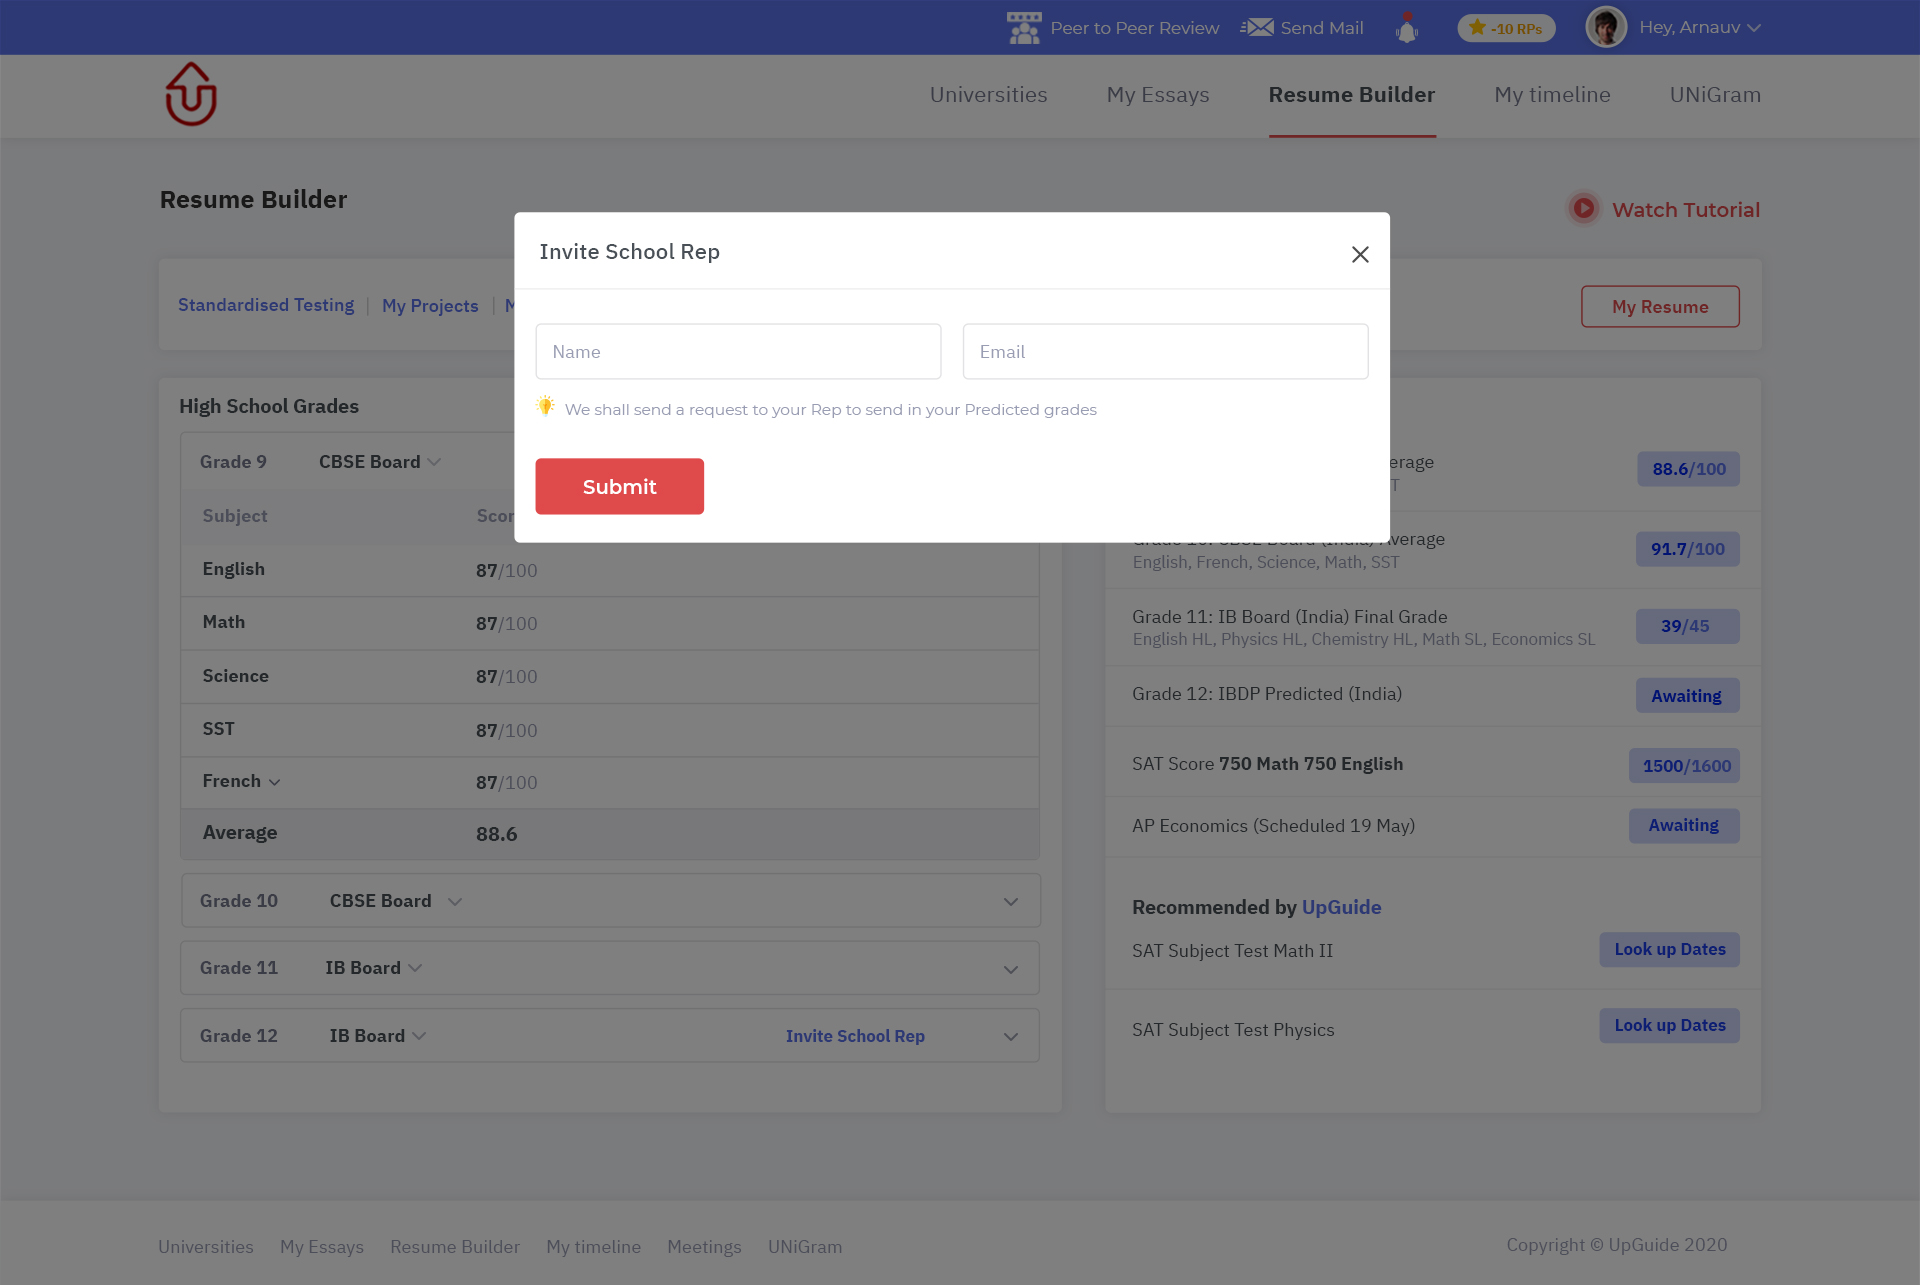 Peer to Peer Review
Send Mail
-10 RPs
Hey, Arnauv
Universities
My Essays
Resume Builder
My timeline
UNiGram
Resume Builder
Watch Tutorial
Invite School Rep
Standardised Testing | My Projects | M
My Resume
Name
Email
We shall send a request to your Rep to send in your Predicted grades
Submit
High School Grades
Grade 9 CBSE Board
Subject Scor
English 87/100
Math 87/100
Science 87/100
SST 87/100
French 87/100
Average 88.6
Grade 10 CBSE Board
Grade 11 IB Board
Grade 12 IB Board Invite School Rep
erage 88.6/100
T
Grade 10: CBSE Board (India) Average 91.7/100
English, French, Science, Math, SST
Grade 11: IB Board (India) Final Grade 39/45
English HL, Physics HL, Chemistry HL, Math SL, Economics SL
Grade 12: IBDP Predicted (India) Awaiting
SAT Score 750 Math 750 English 1500/1600
AP Economics (Scheduled 19 May) Awaiting
Recommended by UpGuide
SAT Subject Test Math II Look up Dates
SAT Subject Test Physics Look up Dates
Universities
My Essays
Resume Builder
My timeline
Meetings
UNiGram
Copyright © UpGuide 2020